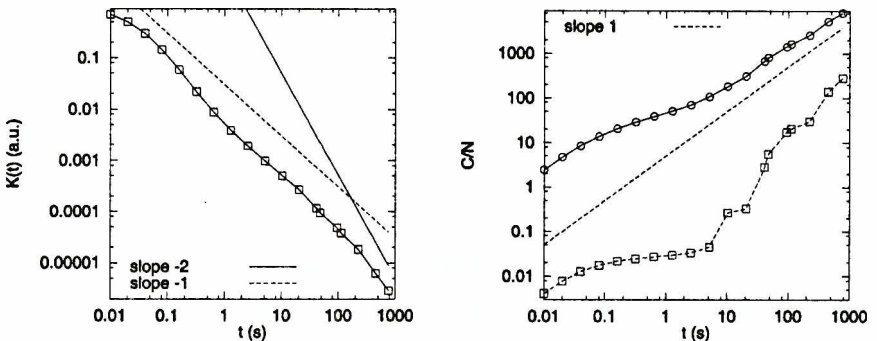 K(t) (a.u.)
0.1
0.01
0.001
0.0001
0.00001
slope -2
slope -1
0.01 0.1 1 10 100 1000
t (s)
C/N
slope 1
1000
100
10
1
0.1
0.01
0.01 0.1 1 10 100 1000
t (s)